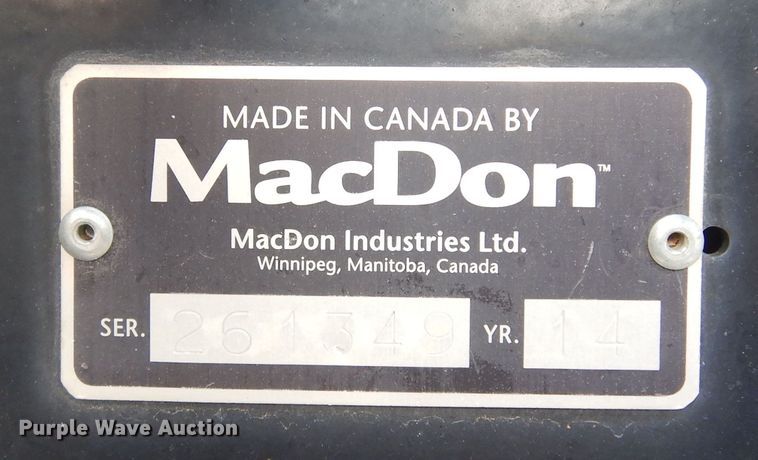 MADE IN CANADA BY
MacDon™
MacDon Industries Ltd.
Winnipeg, Manitoba, Canada
SER. 261349 YR. 14
Purple Wave Auction